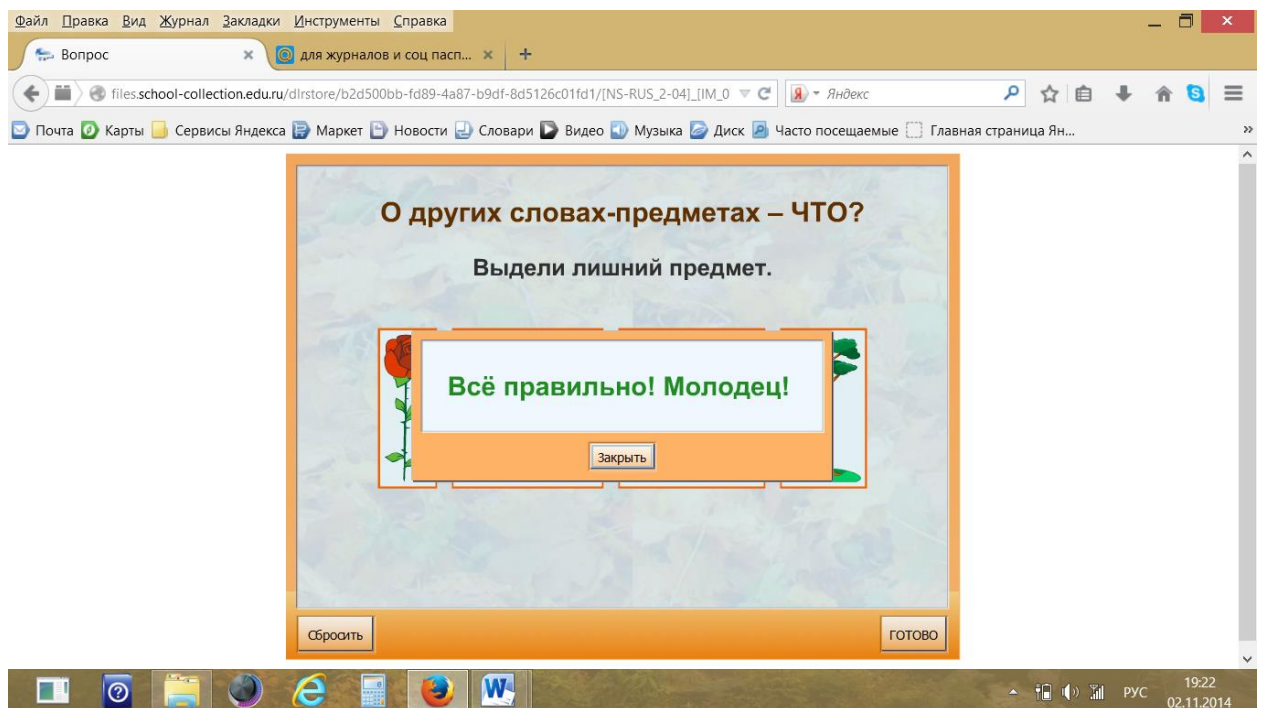 Файл Правка Вид Журнал Закладки Инструменты Справка
Вопрос
для журналов и соц пасп...
files.school-collection.edu.ru/dlrstore/b2d500bb-fd89-4a87-b9df-8d5126c01fd1/[NS-RUS_2-04]_[IM_0
Яндекс
Почта Карты Сервисы Яндекса Маркет Новости Словари Видео Музыка Диск Часто посещаемые Главная страница Ян...
О других словах-предметах – ЧТО?
Выдели лишний предмет.
Всё правильно! Молодец!
Закрыть
Сбросить
ГОТОВО
РУС
19:22
02.11.2014